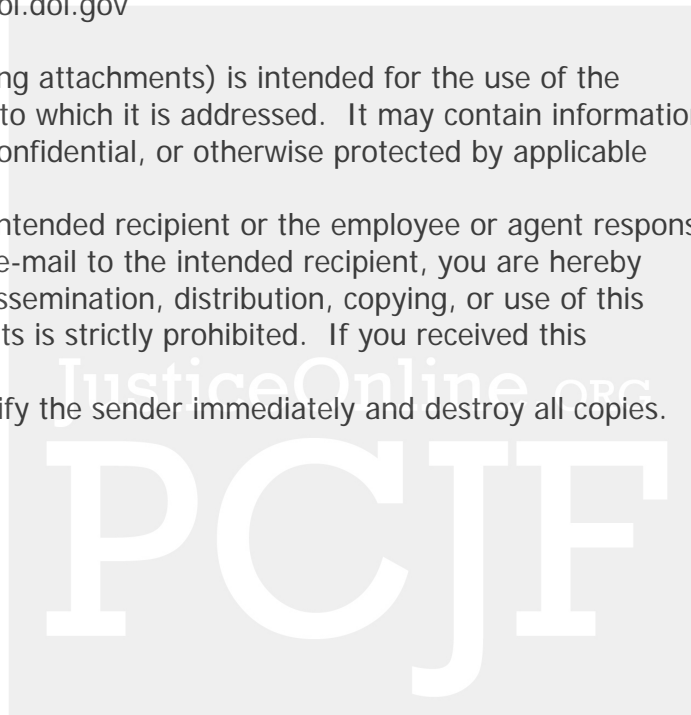 ol.doi.gov
ng attachments) is intended for the use of the
to which it is addressed.  It may contain information
onfidential, or otherwise protected by applicable
ntended recipient or the employee or agent respons
e-mail to the intended recipient, you are hereby
ssemination, distribution, copying, or use of this
ts is strictly prohibited.  If you received this
JusticeOnline.ORG
ify the sender immediately and destroy all copies.
PCJF